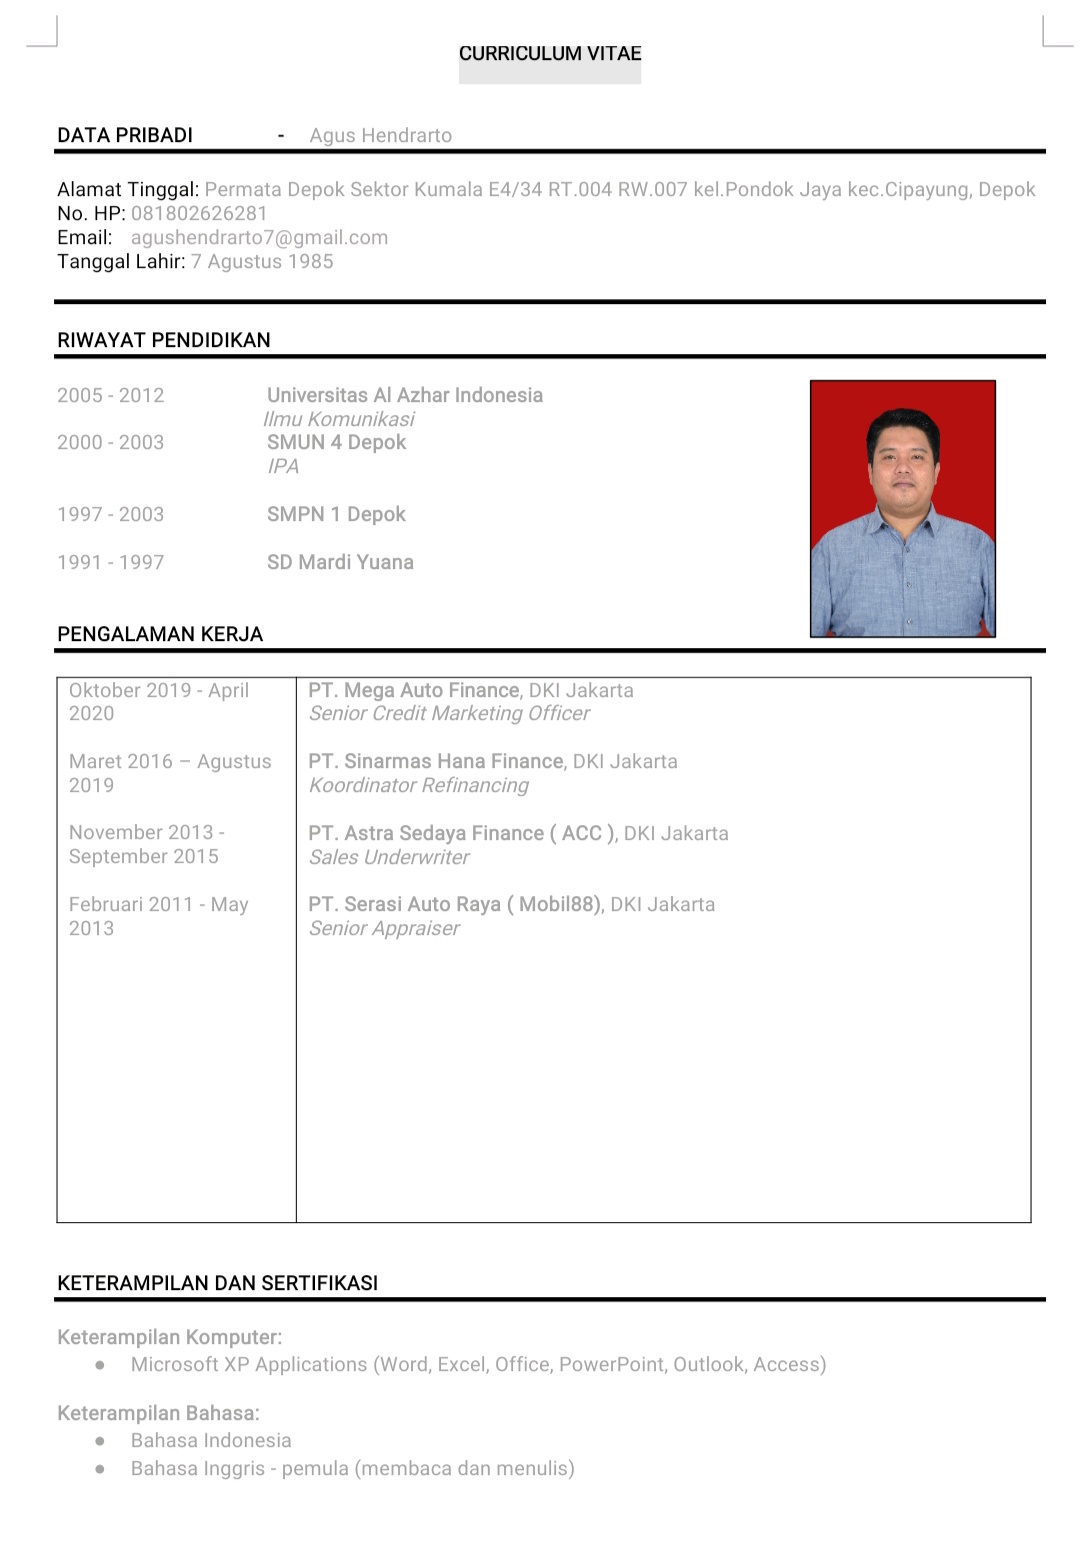 CURRICULUM VITAE
DATA PRIBADI - Agus Hendrarto
Alamat Tinggal: Permata Depok Sektor Kumala E4/34 RT.004 RW.007 kel.Pondok Jaya kec.Cipayung, Depok
No. HP: 081802626281
Email: agushendrarto7@gmail.com
Tanggal Lahir: 7 Agustus 1985
RIWAYAT PENDIDIKAN
2005 - 2012 Universitas Al Azhar Indonesia
Ilmu Komunikasi
2000 - 2003 SMUN 4 Depok
IPA
1997 - 2003 SMPN 1 Depok
1991 - 1997 SD Mardi Yuana
PENGALAMAN KERJA
Oktober 2019 - April 2020
PT. Mega Auto Finance, DKI Jakarta
Senior Credit Marketing Officer
Maret 2016 – Agustus 2019
PT. Sinarmas Hana Finance, DKI Jakarta
Koordinator Refinancing
November 2013 - September 2015
PT. Astra Sedaya Finance ( ACC ), DKI Jakarta
Sales Underwriter
Februari 2011 - May 2013
PT. Serasi Auto Raya ( Mobil88), DKI Jakarta
Senior Appraiser
KETERAMPILAN DAN SERTIFIKASI
Keterampilan Komputer:
● Microsoft XP Applications (Word, Excel, Office, PowerPoint, Outlook, Access)
Keterampilan Bahasa:
● Bahasa Indonesia
● Bahasa Inggris - pemula (membaca dan menulis)